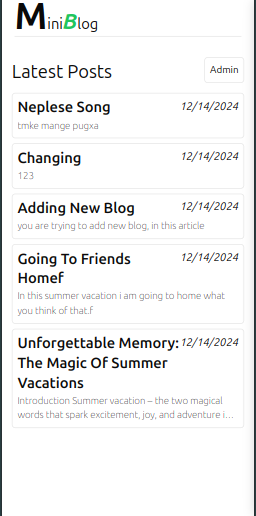 MiniBlog
Latest Posts Admin
Neplese Song 12/14/2024
tmke mange pugxa
Changing 12/14/2024
123
Adding New Blog 12/14/2024
you are trying to add new blog, in this article
Going To Friends 12/14/2024
Homef
In this summer vacation i am going to home what
you think of that.f
Unforgettable Memory: 12/14/2024
The Magic Of Summer
Vacations
Introduction Summer vacation – the two magical
words that spark excitement, joy, and adventure i...